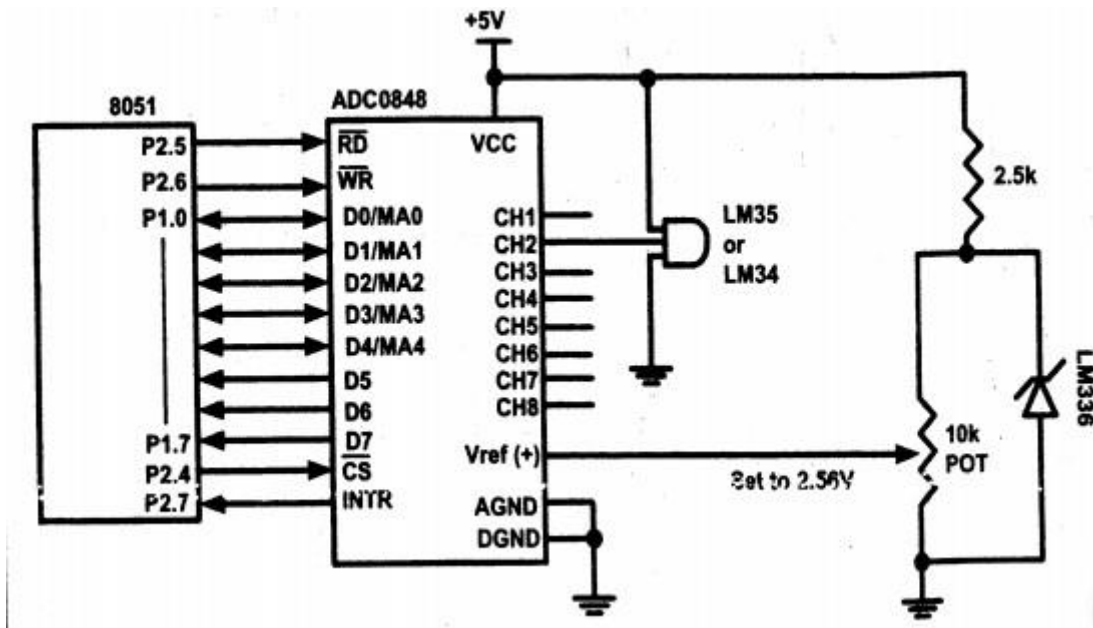 +5V
8051
ADC0848
P2.5
P2.6
P1.0
P1.7
P2.4
P2.7
RD
WR
D0/MA0
D1/MA1
D2/MA2
D3/MA3
D4/MA4
D5
D6
D7
CS
INTR
VCC
CH1
CH2
CH3
CH4
CH5
CH6
CH7
CH8
Vref (+)
AGND
DGND
LM35
or
LM34
2.5k
10k
POT
LM336
Set to 2.56V